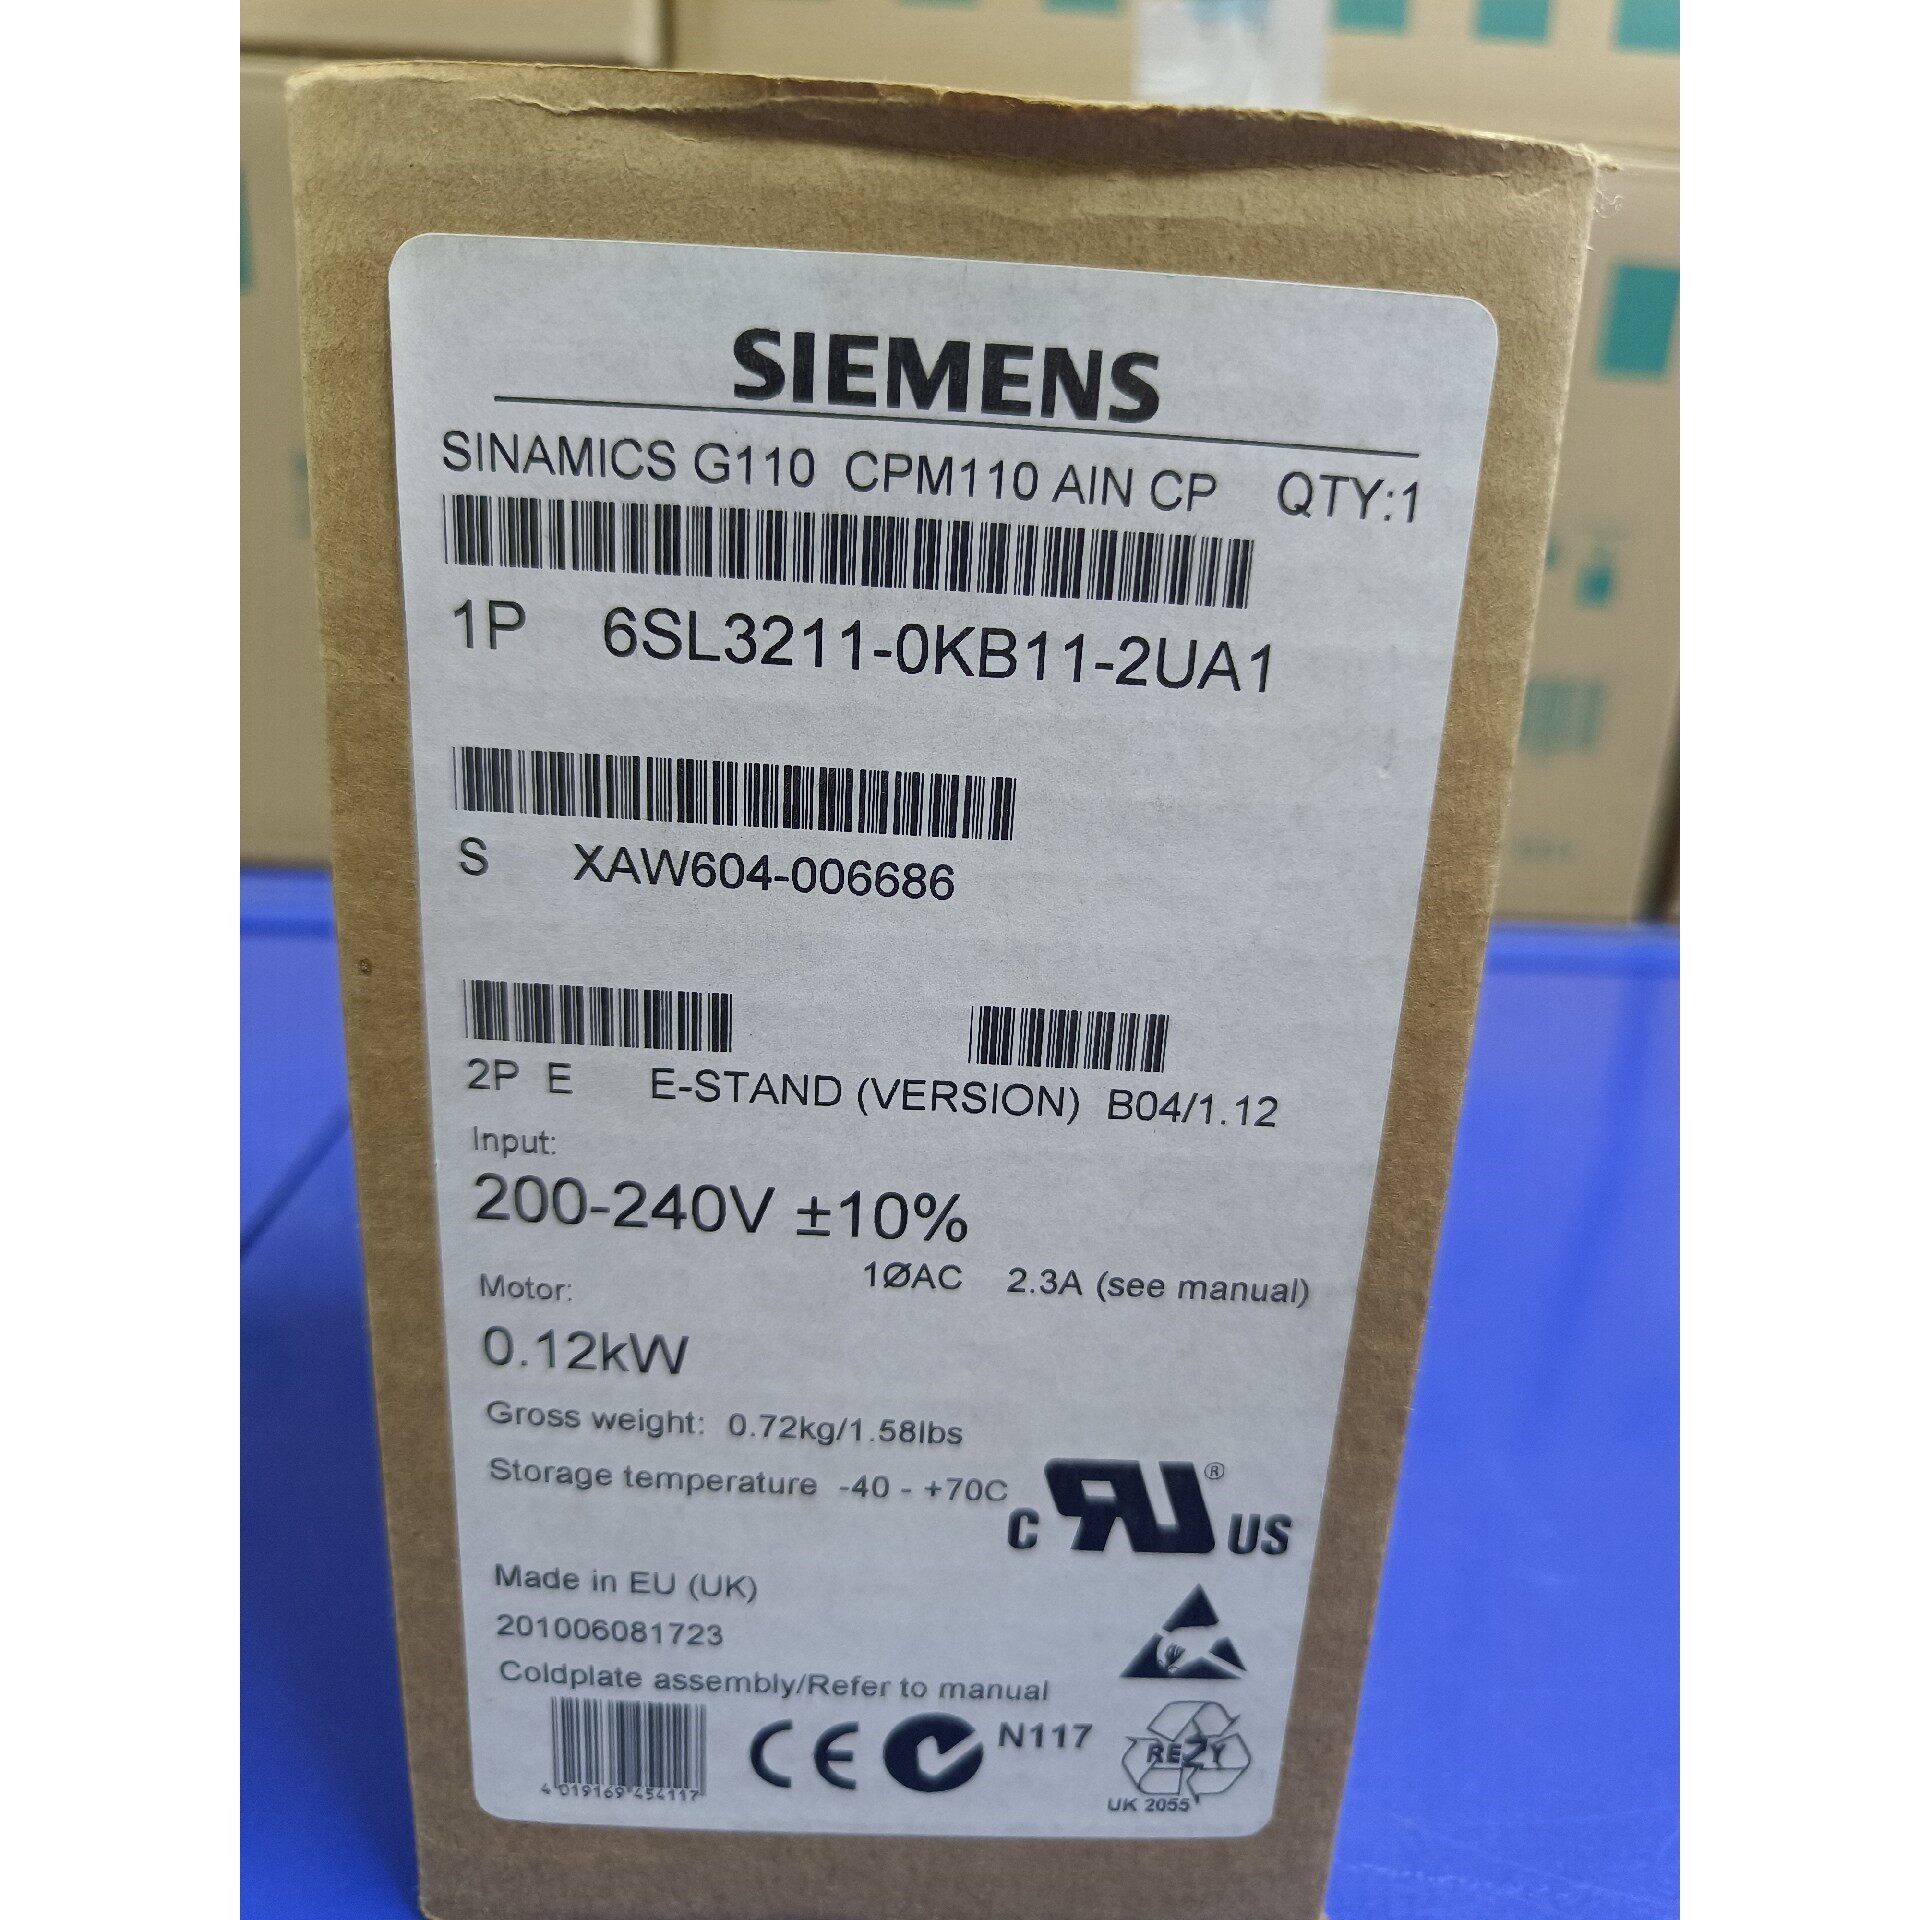 SIEMENS
SINAMICS G110 CPM110 AIN CP QTY:1
1P 6SL3211-0KB11-2UA1
S XAW604-006686
2P E E-STAND (VERSION) B04/1.12
Input:
200-240V ±10%
1ØAC 2.3A (see manual)
Motor:
0.12kW
Gross weight: 0.72kg/1.58lbs
Storage temperature -40 - +70C
C RU ® US
Made in EU (UK)
201006081723
Coldplate assembly/Refer to manual
CE N117
RESY
4 019169 454117
UK 2055